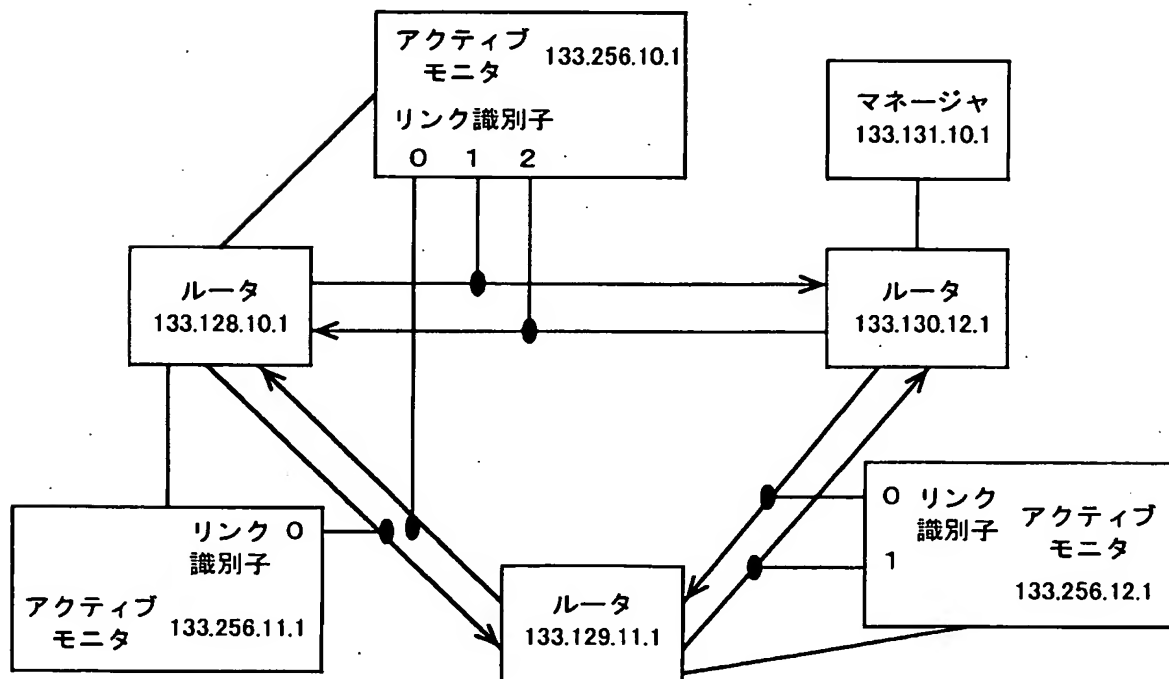 アクティブ
モニタ
133.256.10.1
リンク識別子
0 1 2
マネージャ
133.131.10.1
ルータ
133.128.10.1
ルータ
133.130.12.1
リンク 0
識別子
アクティブ
モニタ
133.256.11.1
ルータ
133.129.11.1
0 リンク
識別子
1
アクティブ
モニタ
133.256.12.1